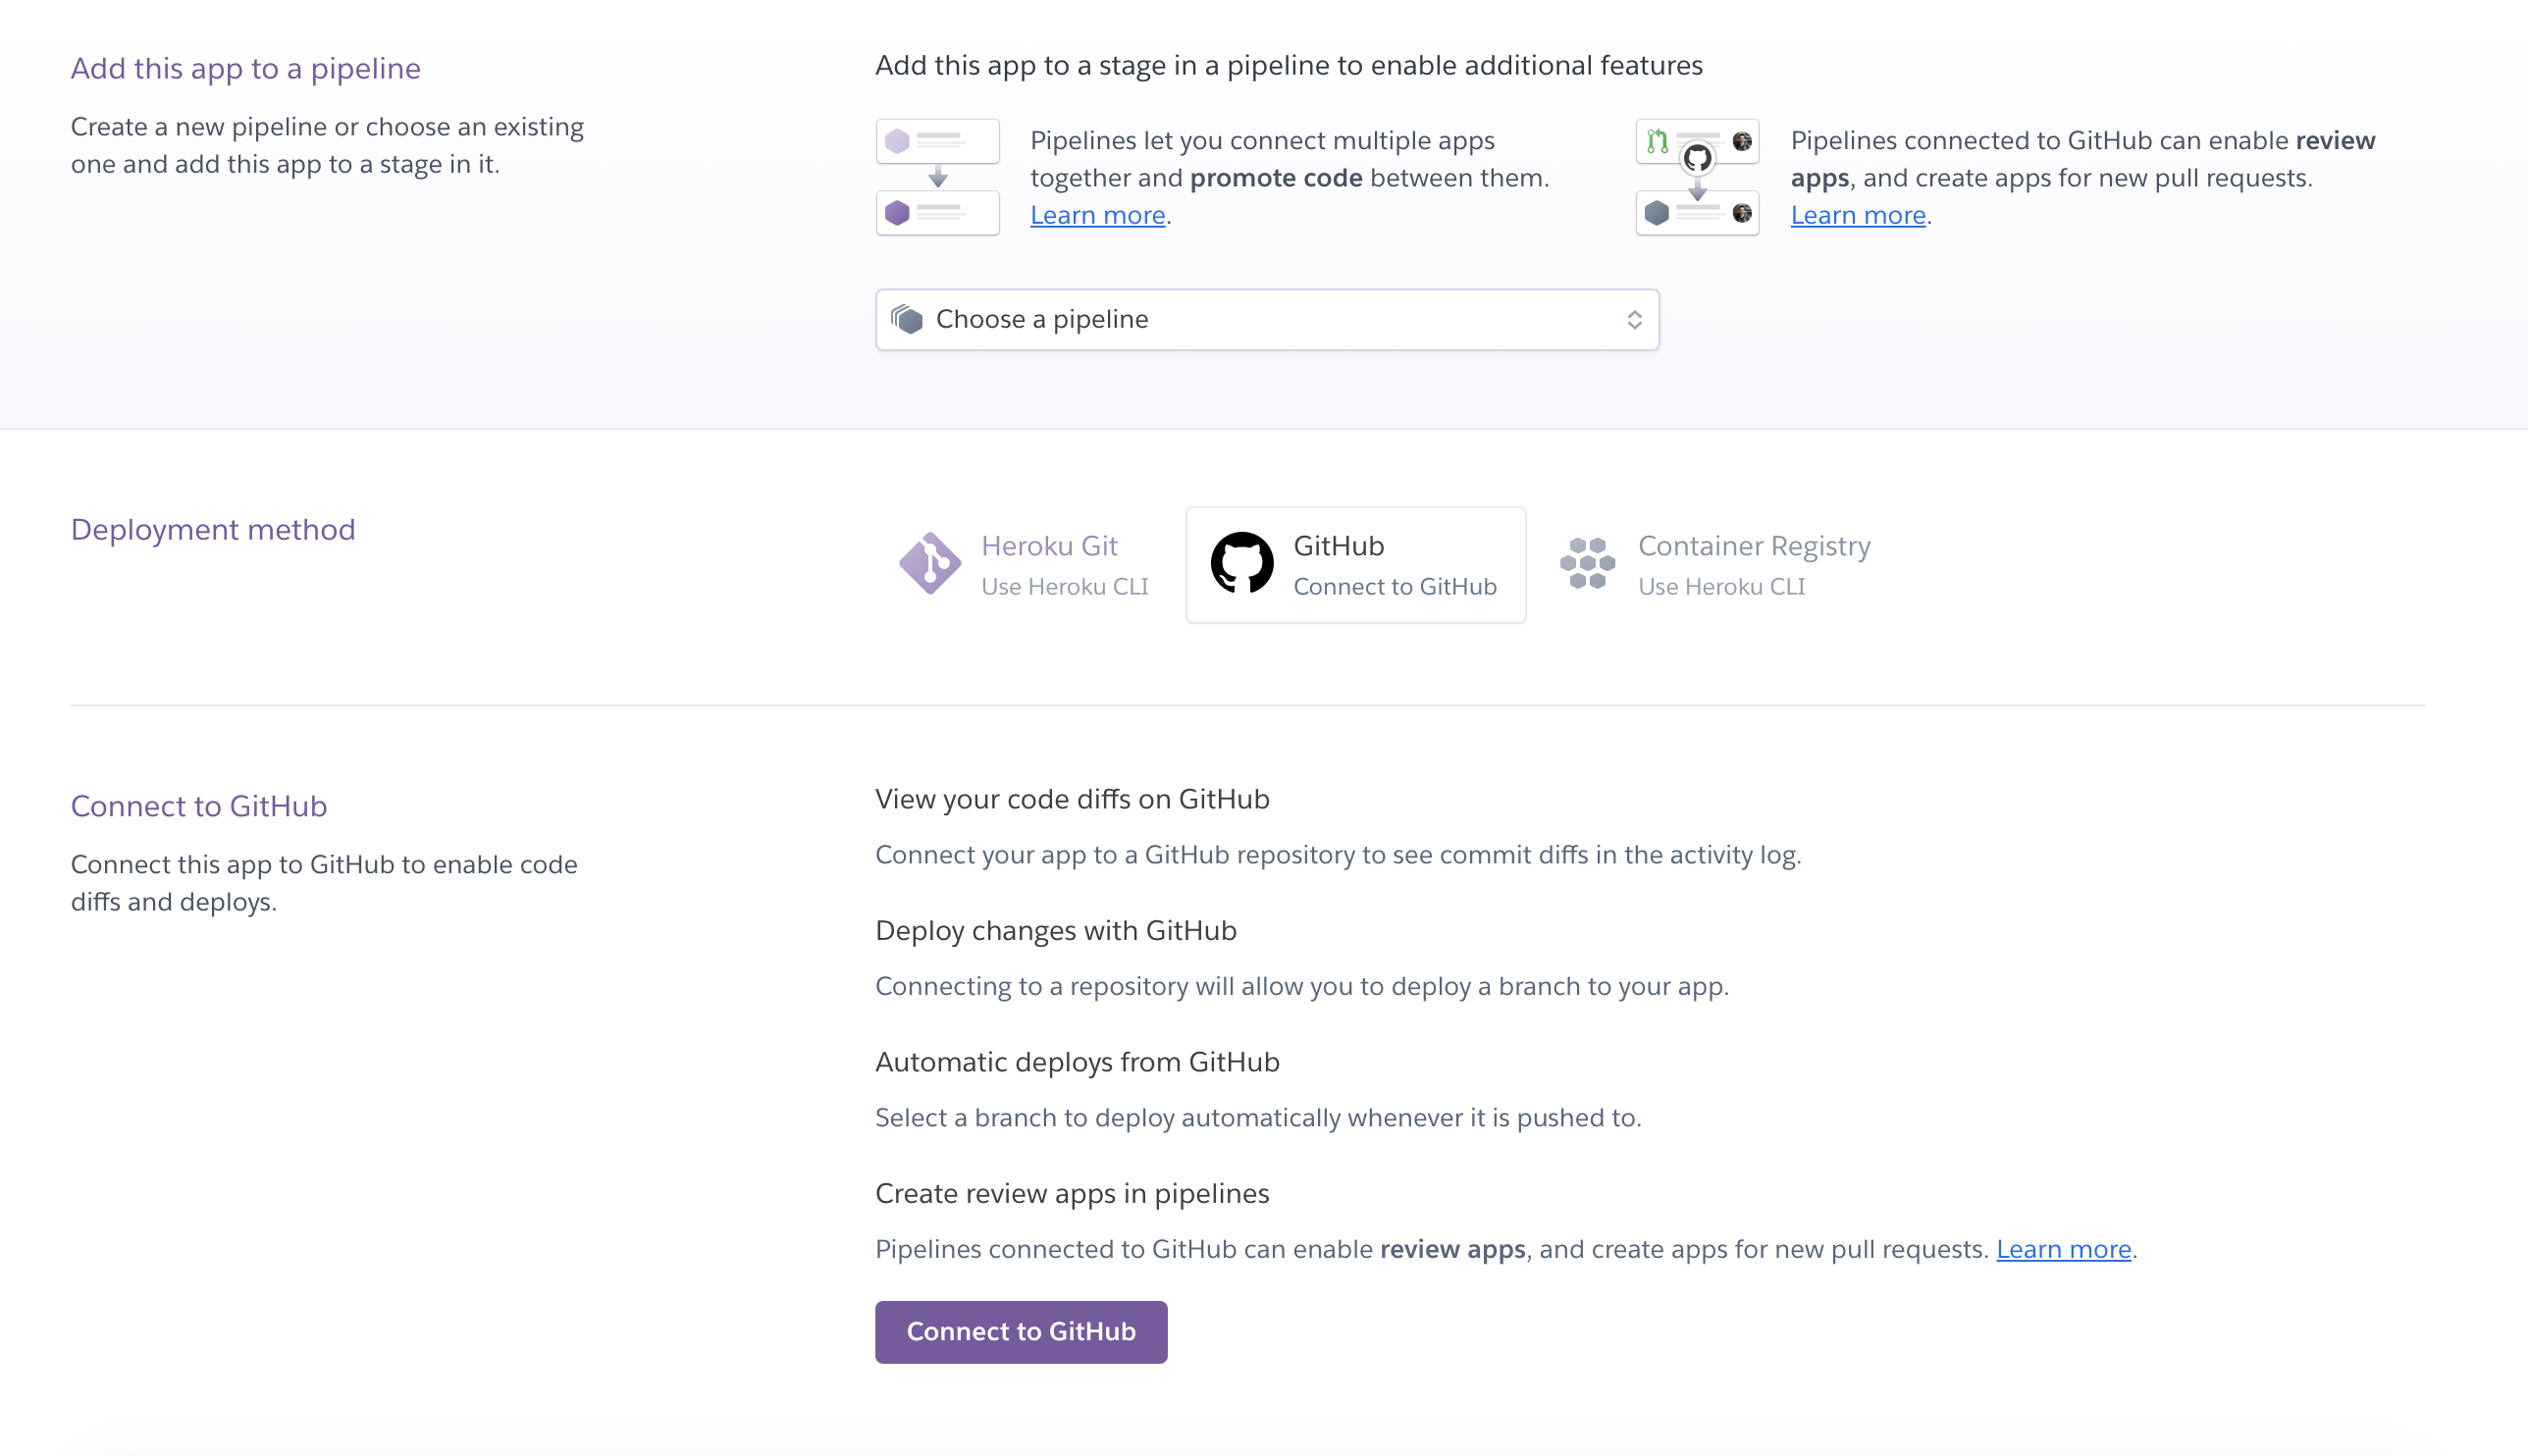 Add this app to a pipeline
Create a new pipeline or choose an existing
one and add this app to a stage in it.
Add this app to a stage in a pipeline to enable additional features
Pipelines let you connect multiple apps
together and promote code between them.
Learn more.
Pipelines connected to GitHub can enable review
apps, and create apps for new pull requests.
Learn more.
Choose a pipeline
Deployment method
Heroku Git
Use Heroku CLI
GitHub
Connect to GitHub
Container Registry
Use Heroku CLI
Connect to GitHub
Connect this app to GitHub to enable code
diffs and deploys.
View your code diffs on GitHub
Connect your app to a GitHub repository to see commit diffs in the activity log.
Deploy changes with GitHub
Connecting to a repository will allow you to deploy a branch to your app.
Automatic deploys from GitHub
Select a branch to deploy automatically whenever it is pushed to.
Create review apps in pipelines
Pipelines connected to GitHub can enable review apps, and create apps for new pull requests. Learn more.
Connect to GitHub